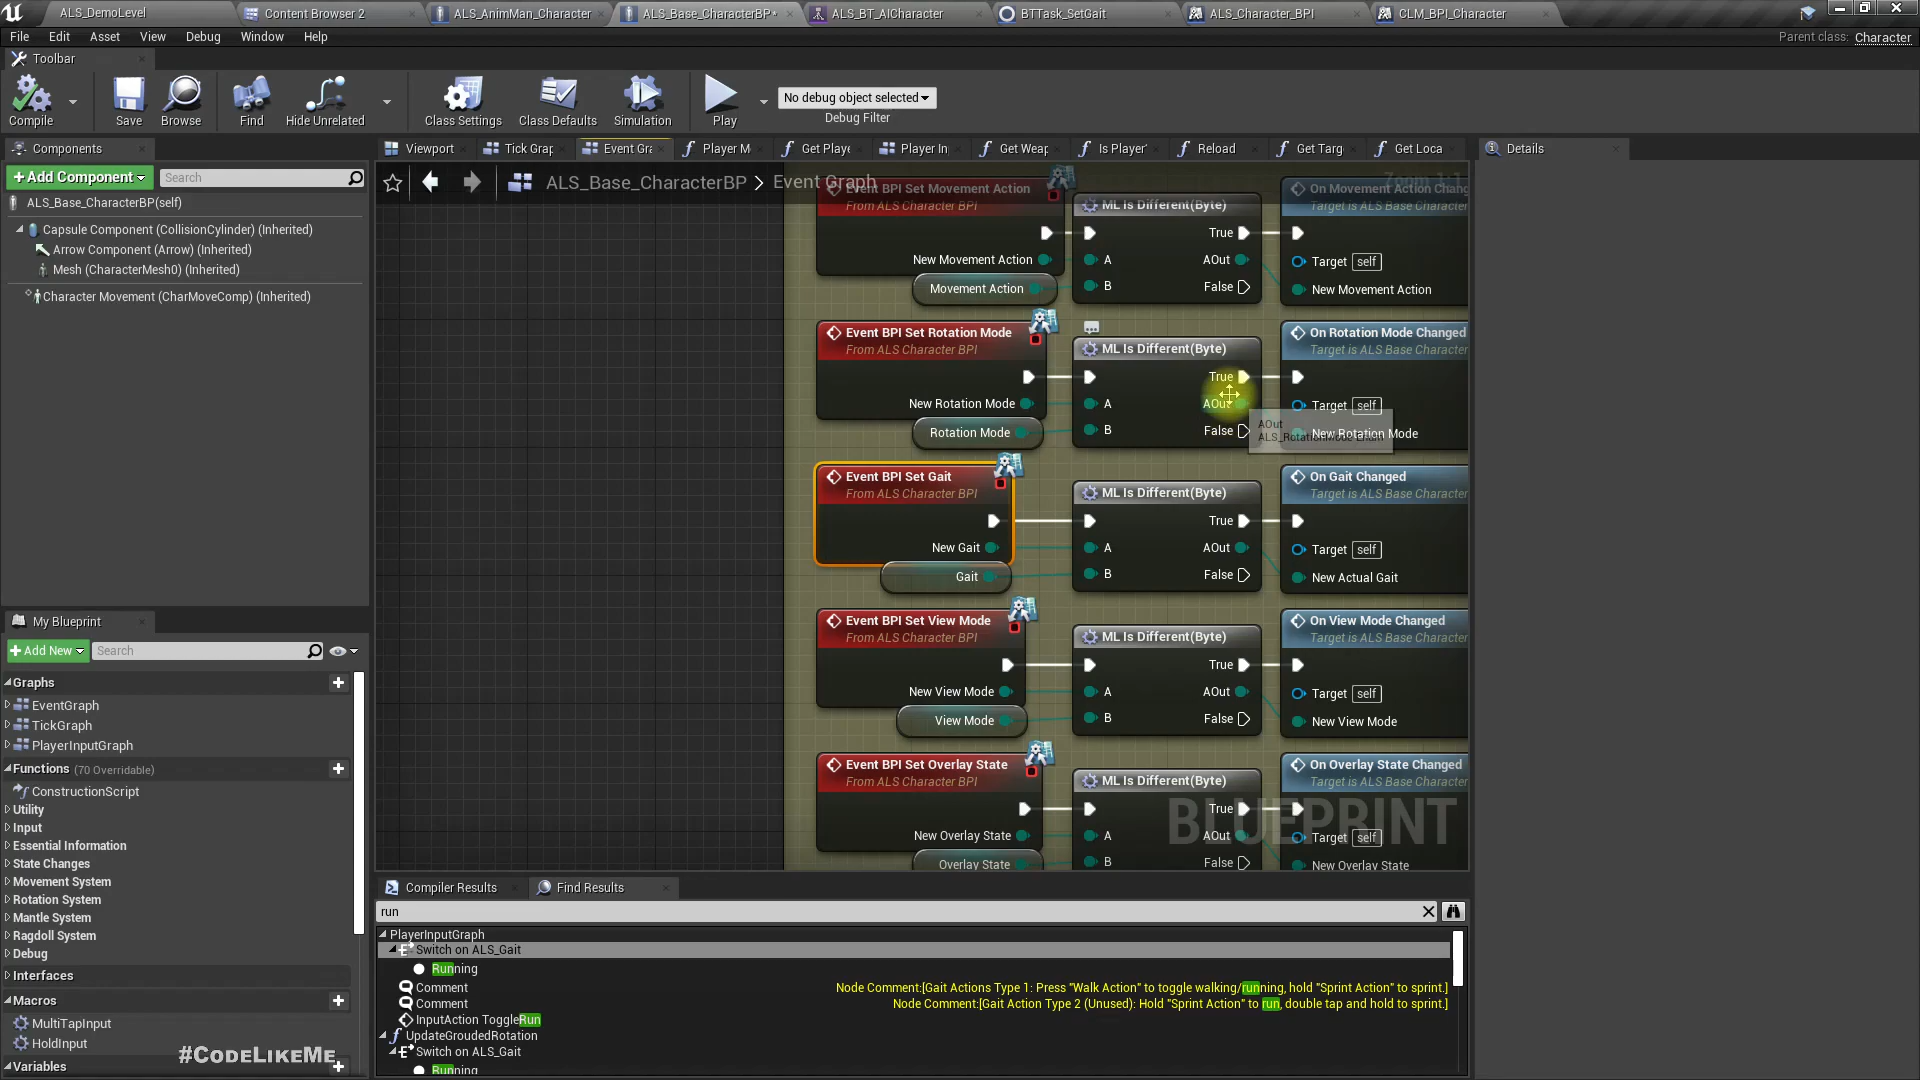 ALS_DemoLevel
Content Browser 2
ALS_AnimMan_Character
ALS_Base_CharacterBP*
ALS_BT_AICharacter
BTTask_SetGait
ALS_Character_BPI
CLM_BPI_Character
File Edit Asset View Debug Window Help
Parent class: Character
Toolbar
Compile
Save
Browse
Find
Hide Unrelated
Class Settings
Class Defaults
Simulation
Play
No debug object selected
Debug Filter
Components
+Add Component
Search
ALS_Base_CharacterBP(self)
Capsule Component (CollisionCylinder) (Inherited)
Arrow Component (Arrow) (Inherited)
Mesh (CharacterMesh0) (Inherited)
Character Movement (CharMoveComp) (Inherited)
Viewport
Tick Grap
Event Gra
Player M
Get Playe
Player In
Get Weap
Is Player'
Reload
Get Targ
Get Loca
Details
ALS_Base_CharacterBP > Event Graph
Zoom 1:1
Event BPI Set Movement Action
From ALS Character BPI
New Movement Action
Movement Action
ML Is Different(Byte)
True
A
AOut
B
False
On Movement Action Chang
Target is ALS Base Character
Target self
New Movement Action
Event BPI Set Rotation Mode
From ALS Character BPI
New Rotation Mode
Rotation Mode
ML Is Different(Byte)
True
A
AOut
B
False
On Rotation Mode Changed
Target is ALS Base Character
Target self
New Rotation Mode
AOut
Event BPI Set Gait
From ALS Character BPI
New Gait
Gait
ML Is Different(Byte)
True
A
AOut
B
False
On Gait Changed
Target is ALS Base Character
Target self
New Actual Gait
Event BPI Set View Mode
From ALS Character BPI
New View Mode
View Mode
ML Is Different(Byte)
True
A
AOut
B
False
On View Mode Changed
Target is ALS Base Character
Target self
New View Mode
Event BPI Set Overlay State
From ALS Character BPI
New Overlay State
Overlay State
ML Is Different(Byte)
True
A
AOut
B
False
On Overlay State Changed
Target is ALS Base Character
Target self
New Overlay State
BLUEPRINT
My Blueprint
+Add New
Search
Graphs
EventGraph
TickGraph
PlayerInputGraph
Functions (70 Overridable)
ConstructionScript
Utility
Input
Essential Information
State Changes
Movement System
Rotation System
Mantle System
Ragdoll System
Debug
Interfaces
Macros
MultiTapInput
HoldInput
Variables
#CodeLikeMe
Compiler Results
Find Results
run
PlayerInputGraph
Switch on ALS_Gait
Running
Comment
Node Comment:[Gait Actions Type 1: Press "Walk Action" to toggle walking/running, hold "Sprint Action" to sprint.]
Comment
Node Comment:[Gait Action Type 2 (Unused): Hold "Sprint Action" to run, double tap and hold to sprint.]
InputAction ToggleRun
UpdateGroudedRotation
Switch on ALS_Gait
Running